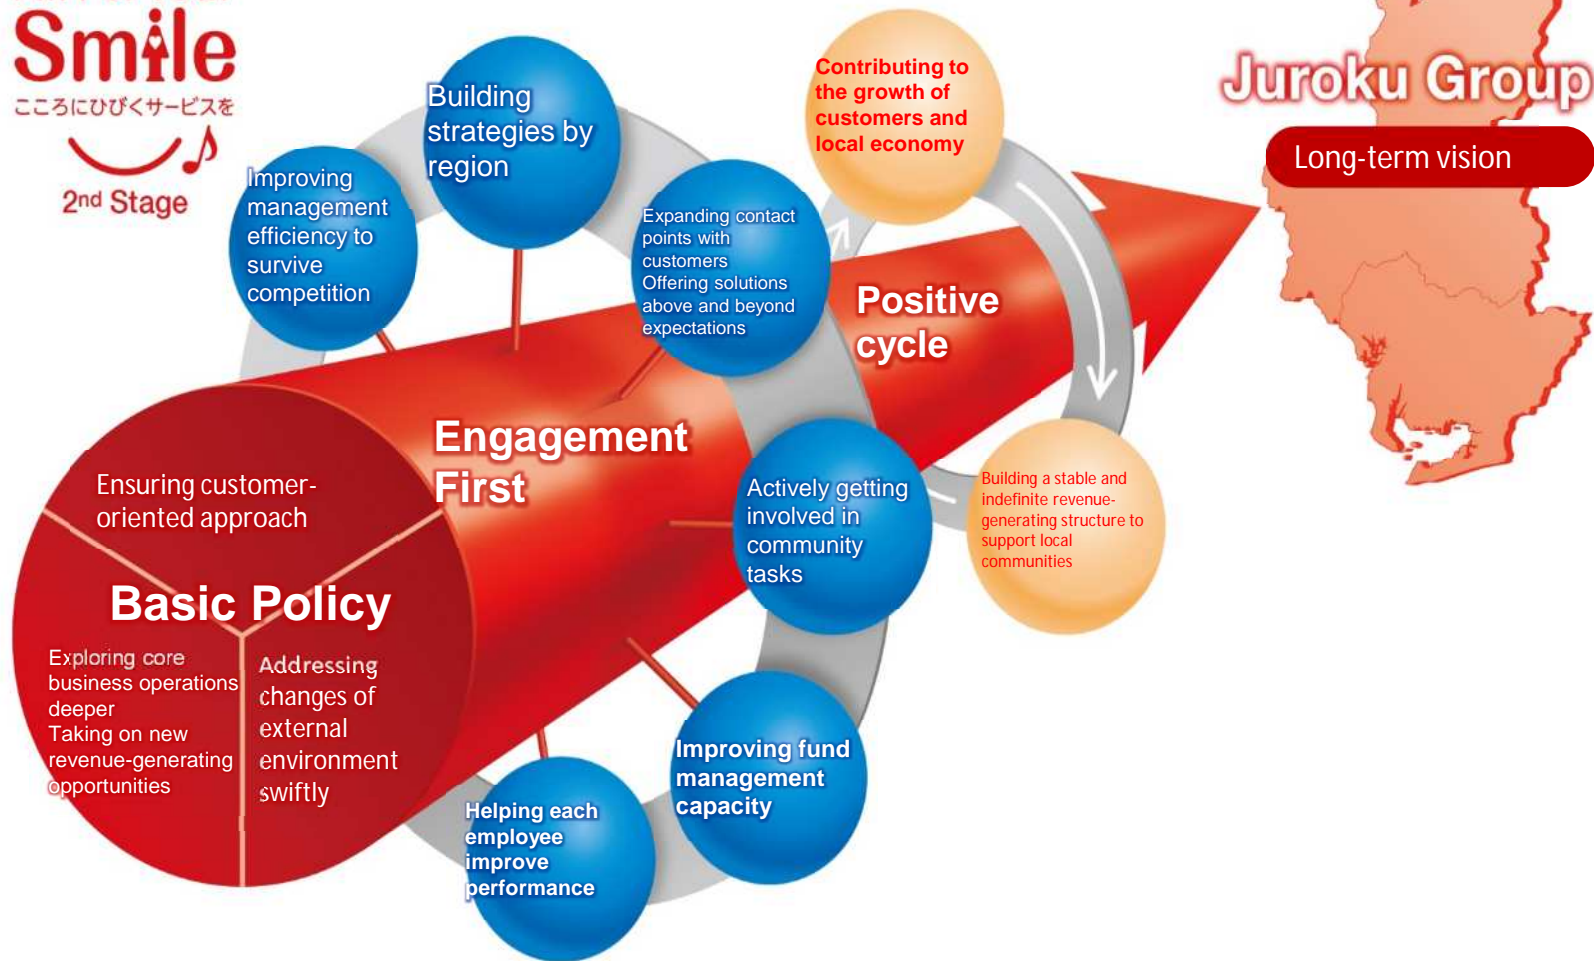 Smile
こころにひびくサービスを
2nd Stage
Improving
management
efficiency to
survive
competition
Building
strategies by
region
Expanding contact
points with
customers
Offering solutions
above and beyond
expectations
Contributing to
the growth of
customers and
local economy
Juroku Group
Long-term vision
Positive
cycle
Engagement
First
Actively getting
involved in
community
tasks
Building a stable and
indefinite revenue-
generating structure to
support local
communities
Ensuring customer-
oriented approach
Basic Policy
Exploring core
business operations
deeper
Taking on new
revenue-generating
opportunities
Addressing
changes of
external
environment
swiftly
Improving fund
management
capacity
Helping each
employee
improve
performance